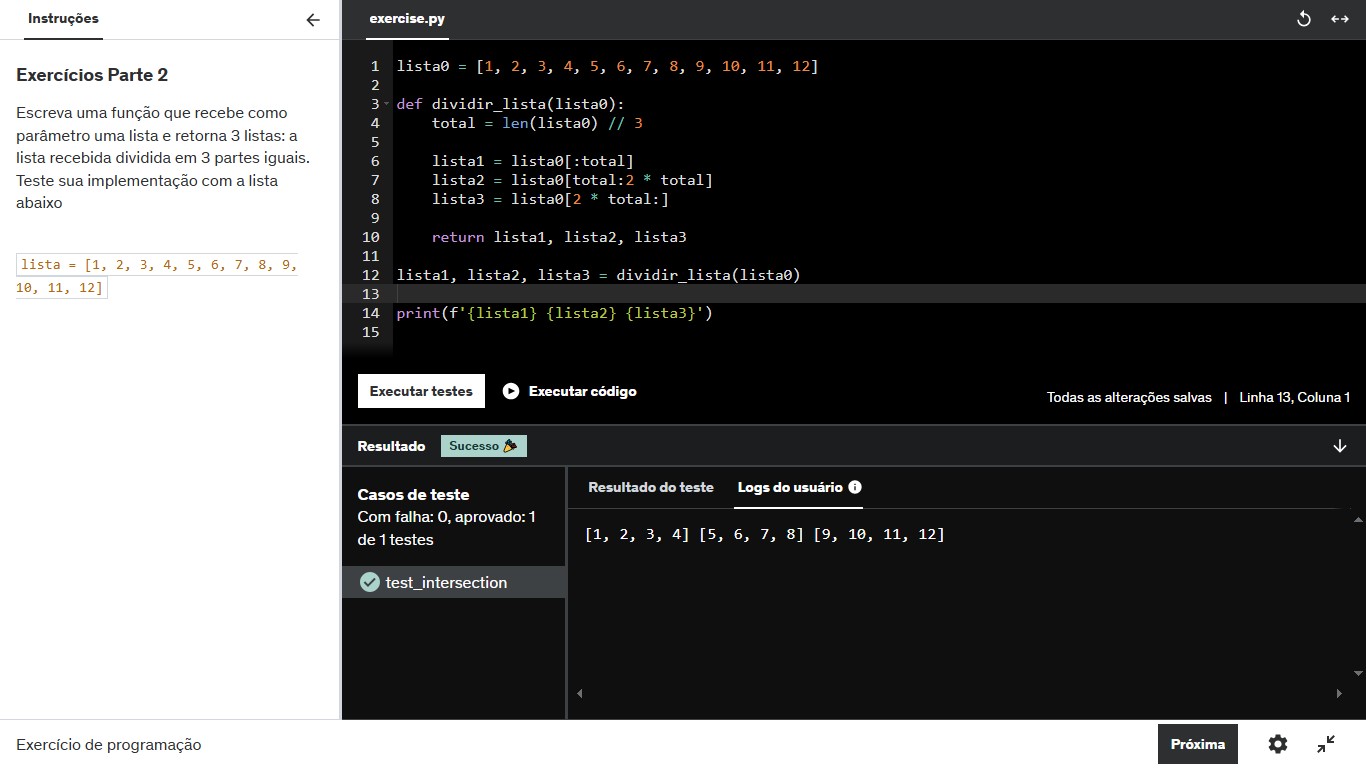 Instruções
exercise.py
Exercícios Parte 2
Escreva uma função que recebe como
parâmetro uma lista e retorna 3 listas: a
lista recebida dividida em 3 partes iguais.
Teste sua implementação com a lista
abaixo
lista = [1, 2, 3, 4, 5, 6, 7, 8, 9,
10, 11, 12]
1 lista0 = [1, 2, 3, 4, 5, 6, 7, 8, 9, 10, 11, 12]
2
3 def dividir_lista(lista0):
4     total = len(lista0) // 3
5
6     lista1 = lista0[:total]
7     lista2 = lista0[total:2 * total]
8     lista3 = lista0[2 * total:]
9
10     return lista1, lista2, lista3
11
12 lista1, lista2, lista3 = dividir_lista(lista0)
13
14 print(f'{lista1} {lista2} {lista3}')
15
Executar testes Executar código
Todas as alterações salvas | Linha 13, Coluna 1
Resultado Sucesso
Casos de teste
Com falha: 0, aprovado: 1
de 1 testes
test_intersection
Resultado do teste Logs do usuário
[1, 2, 3, 4] [5, 6, 7, 8] [9, 10, 11, 12]
Exercício de programação
Próxima